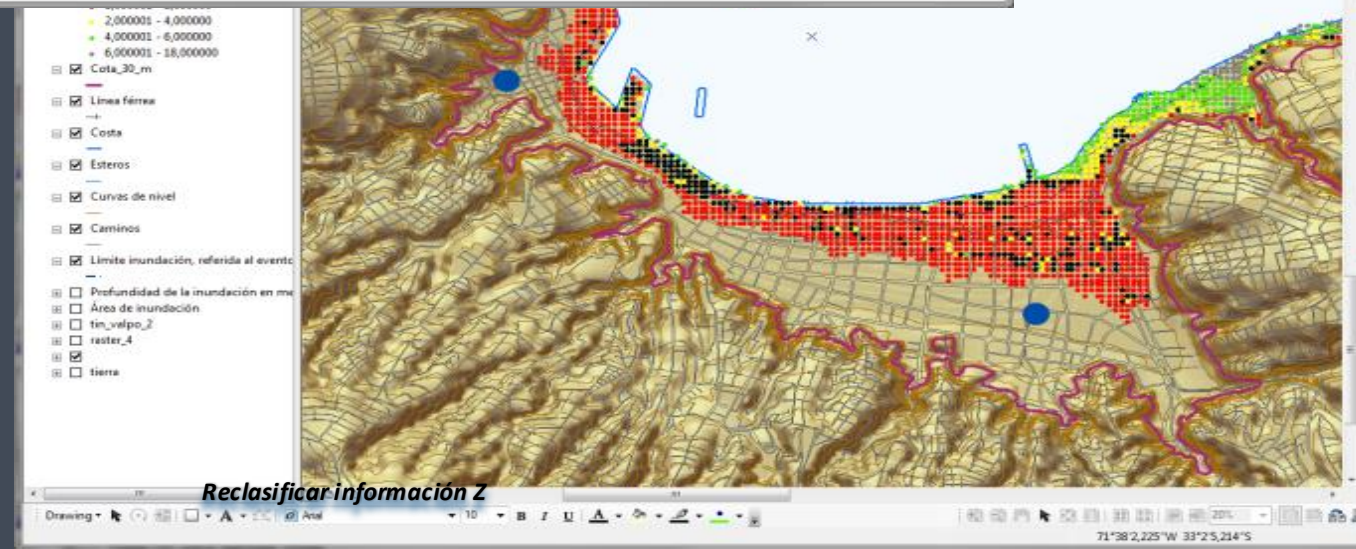 2,000001 - 4,000000
4,000001 - 6,000000
6,000001 - 18,000000
Cota_30_m
Línea férrea
Costa
Esteros
Curvas de nivel
Caminos
Límite inundación, referida al evento
Profundidad de la inundación en me
Área de inundación
tin_valpo_2
raster_4
tierra
Reclasificar información Z
Drawing A Arial 10 B I U A 20%
71°38'2,225"W 33°2'5,214"S